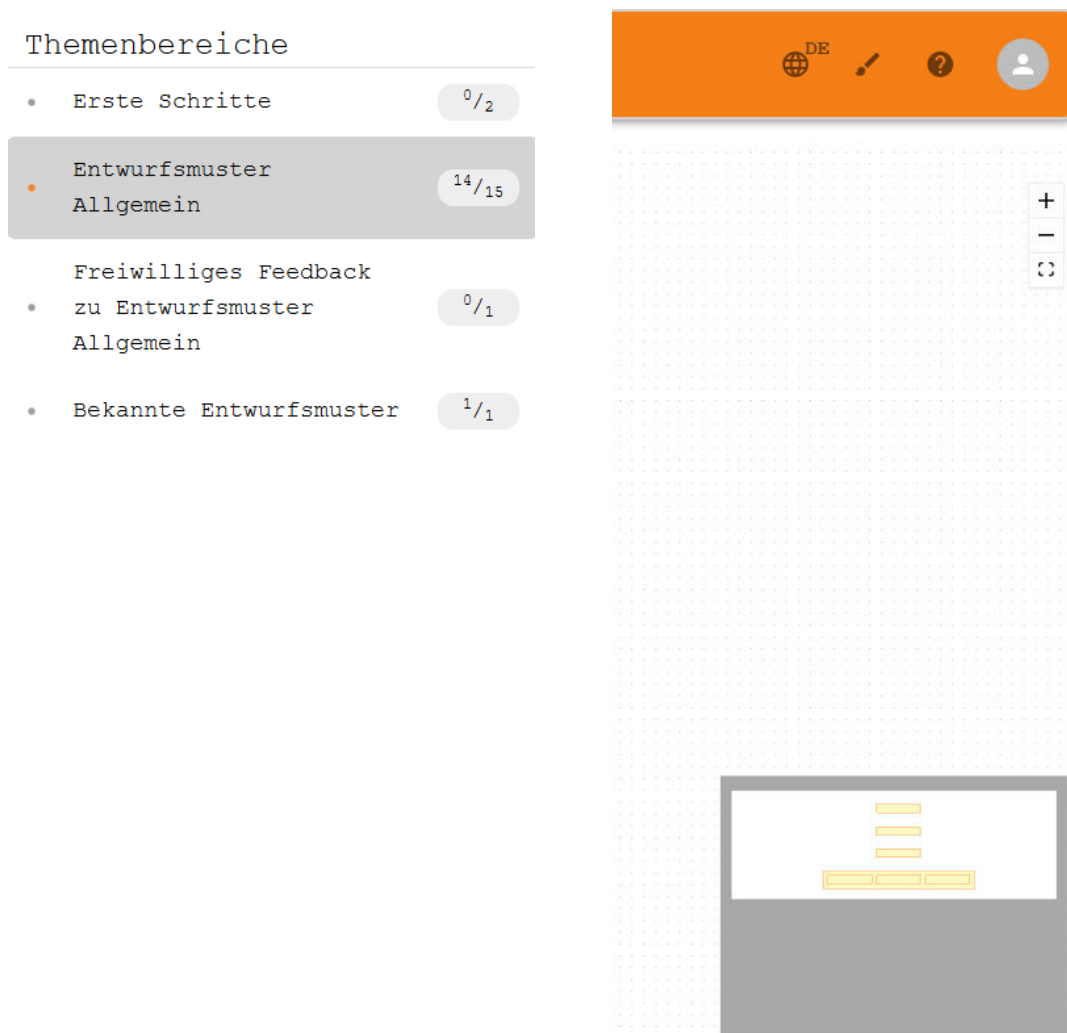 Themenbereiche
Erste Schritte 0/2
Entwurfsmuster
Allgemein 14/15
Freiwilliges Feedback
zu Entwurfsmuster 0/1
Allgemein
Bekannte Entwurfsmuster 1/1
DE